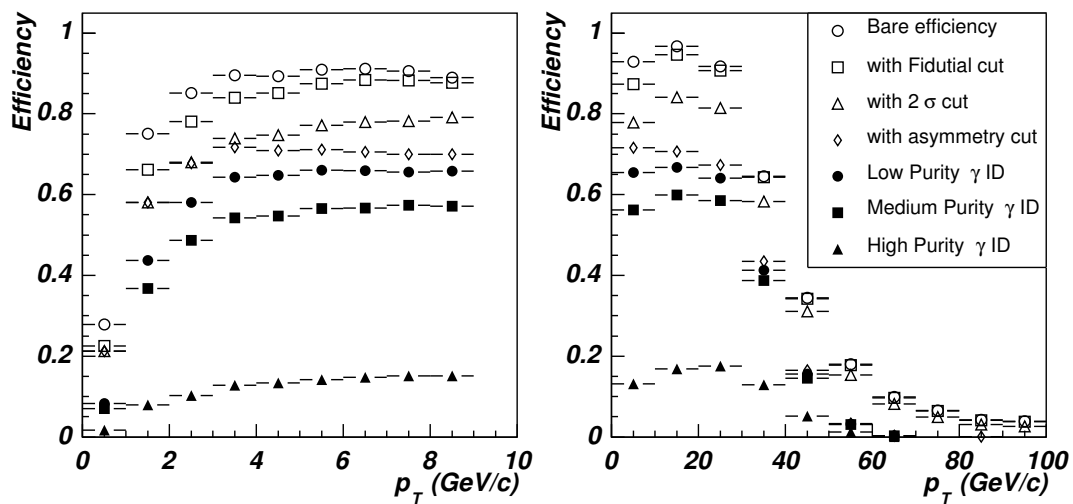 Efficiency
1
0.8
0.6
0.4
0.2
0
0 2 4 6 8 10
p_T (GeV/c)
Efficiency
1
0.8
0.6
0.4
0.2
0
0 20 40 60 80 100
p_T (GeV/c)
Bare efficiency
with Fidutial cut
with 2 σ cut
with asymmetry cut
Low Purity γ ID
Medium Purity γ ID
High Purity γ ID